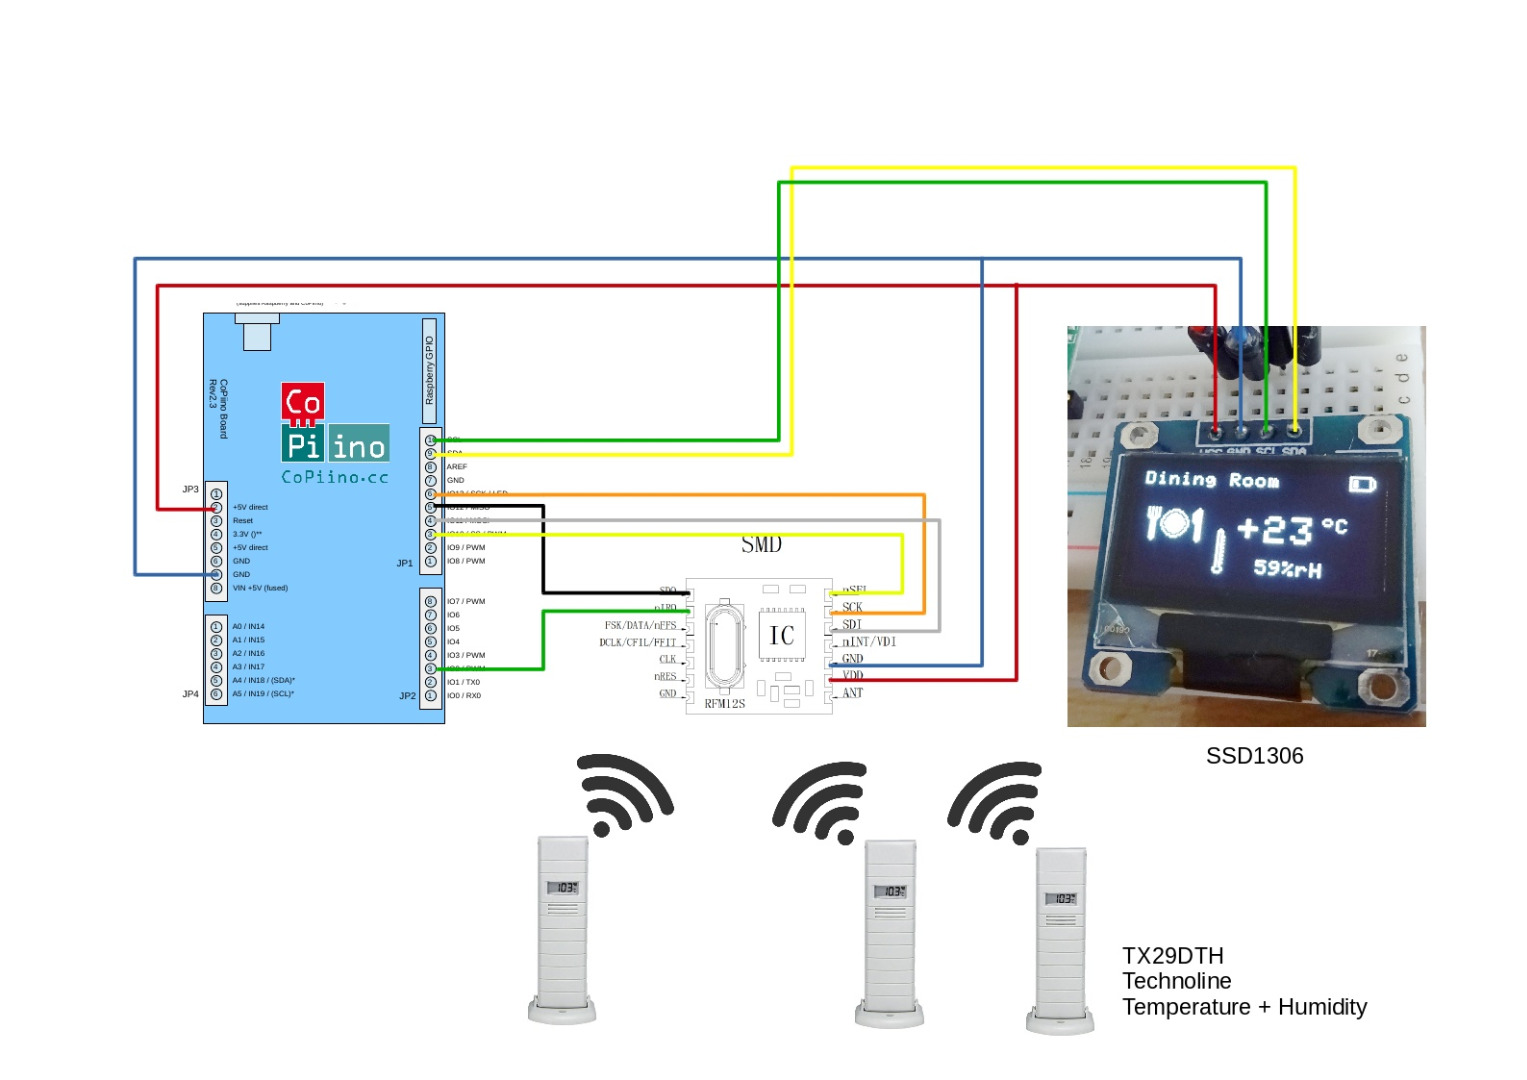 CoPiino Board
Rev2.3
Raspberry GPIO
Co
Pi ino
CoPiino.cc
JP3
1
2 +5V direct
3 Reset
4 3.3V ()**
5 +5V direct
6 GND
GND
8 VIN +5V (fused)
1 A0 / IN14
2 A1 / IN15
3 A2 / IN16
4 A3 / IN17
5 A4 / IN18 / (SDA)*
6 A5 / IN19 / (SCL)*
JP4
10 SCL
9 SDA
8 AREF
7 GND
6 IO13 / SCK / LED
5 IO12 / MISO
4 IO11 / MOSI
3 IO10 / SS / PWM
2 IO9 / PWM
1 IO8 / PWM
JP1
8 IO7 / PWM
7 IO6
6 IO5
5 IO4
4 IO3 / PWM
3 IO2 / PWM
2 IO1 / TX0
1 IO0 / RX0
JP2
SMD
SDO
nIRQ
FSK/DATA/nFFS
DCLK/CFIL/FFIT
CLK
nRES
GND
IC
RFM12S
nSEL
SCK
SDI
nINT/VDI
GND
VDD
ANT
c d e
16
17
VCC GND SCL SDA
Dining Room
+23 °C
59%rH
17
SSD1306
103
103
103
TX29DTH
Technoline
Temperature + Humidity